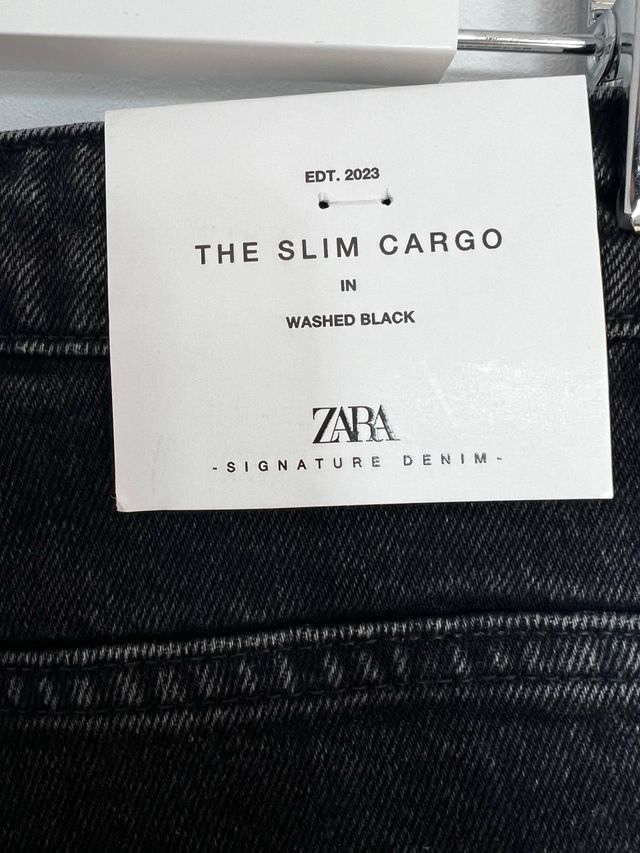 EDT. 2023
THE SLIM CARGO
IN
WASHED BLACK
ZARA
-SIGNATURE DENIM-